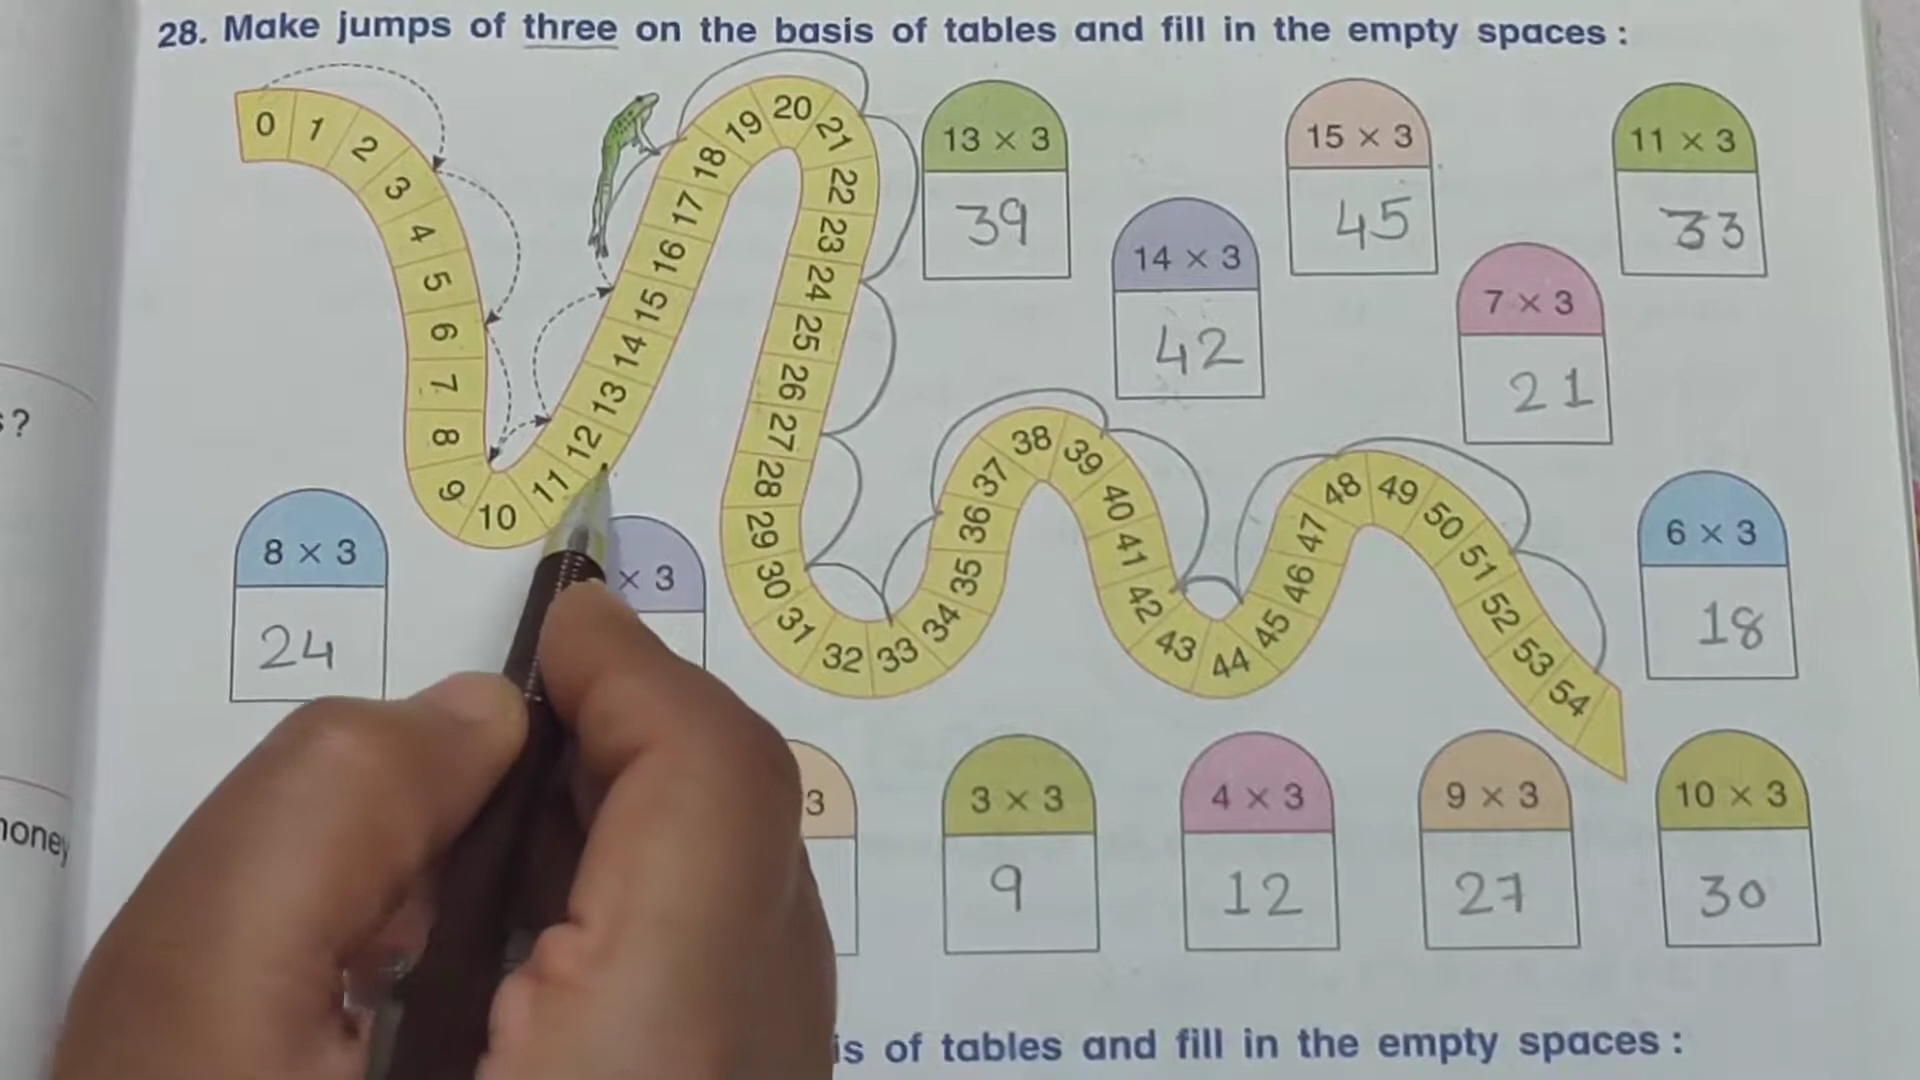 28. Make jumps of three on the basis of tables and fill in the empty spaces :
0 1 2 3 4 5 6 7 8 9 10 11 12 13 14 15 16 17 18 19 20 21 22 23 24 25 26 27 28 29 30 31 32 33 34 35 36 37 38 39 40 41 42 43 44 45 46 47 48 49 50 51 52 53 54
13 × 3
39
15 × 3
45
11 × 3
33
14 × 3
42
7 × 3
21
8 × 3
24
× 3
6 × 3
18
3
3 × 3
9
4 × 3
12
9 × 3
27
10 × 3
30
?
money
is of tables and fill in the empty spaces :